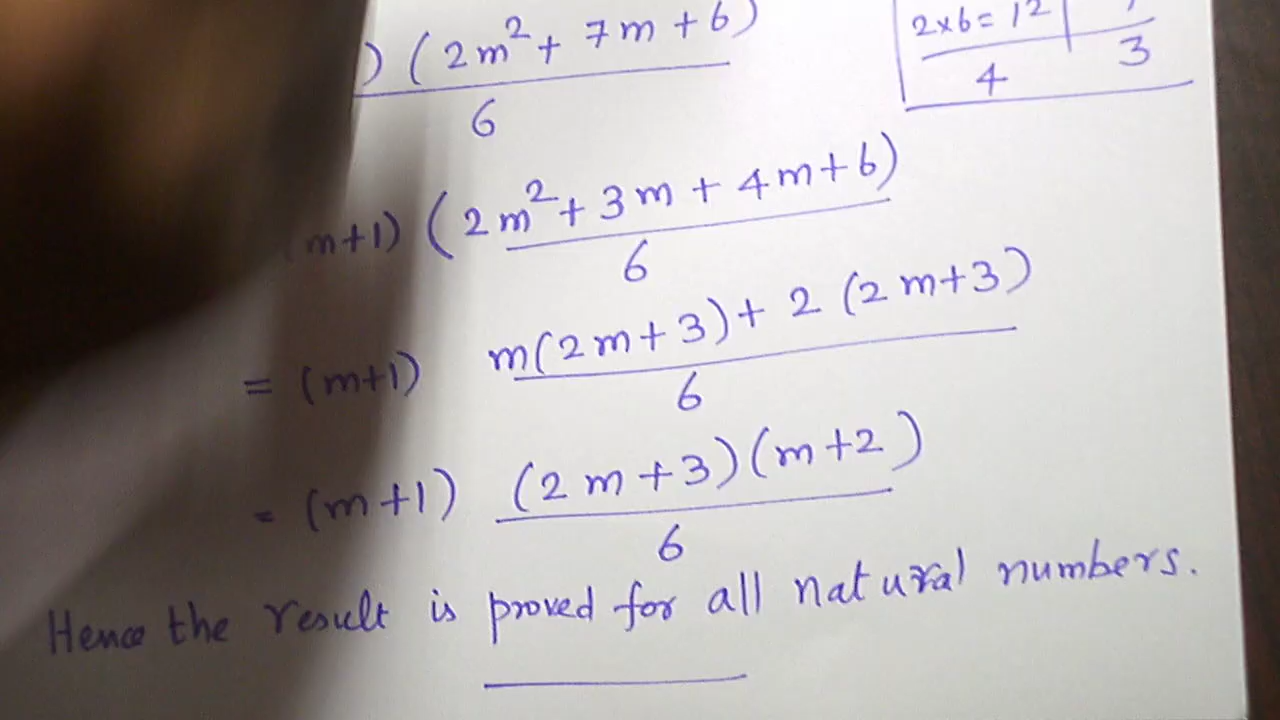 ) (2m² + 7m + 6)
6
2×6 = 12
4 3
(m+1) (2m² + 3m + 4m + 6)
6
= (m+1) m(2m+3) + 2 (2m+3)
6
= (m+1) (2m+3)(m+2)
6
Hence the result is proved for all natural numbers.